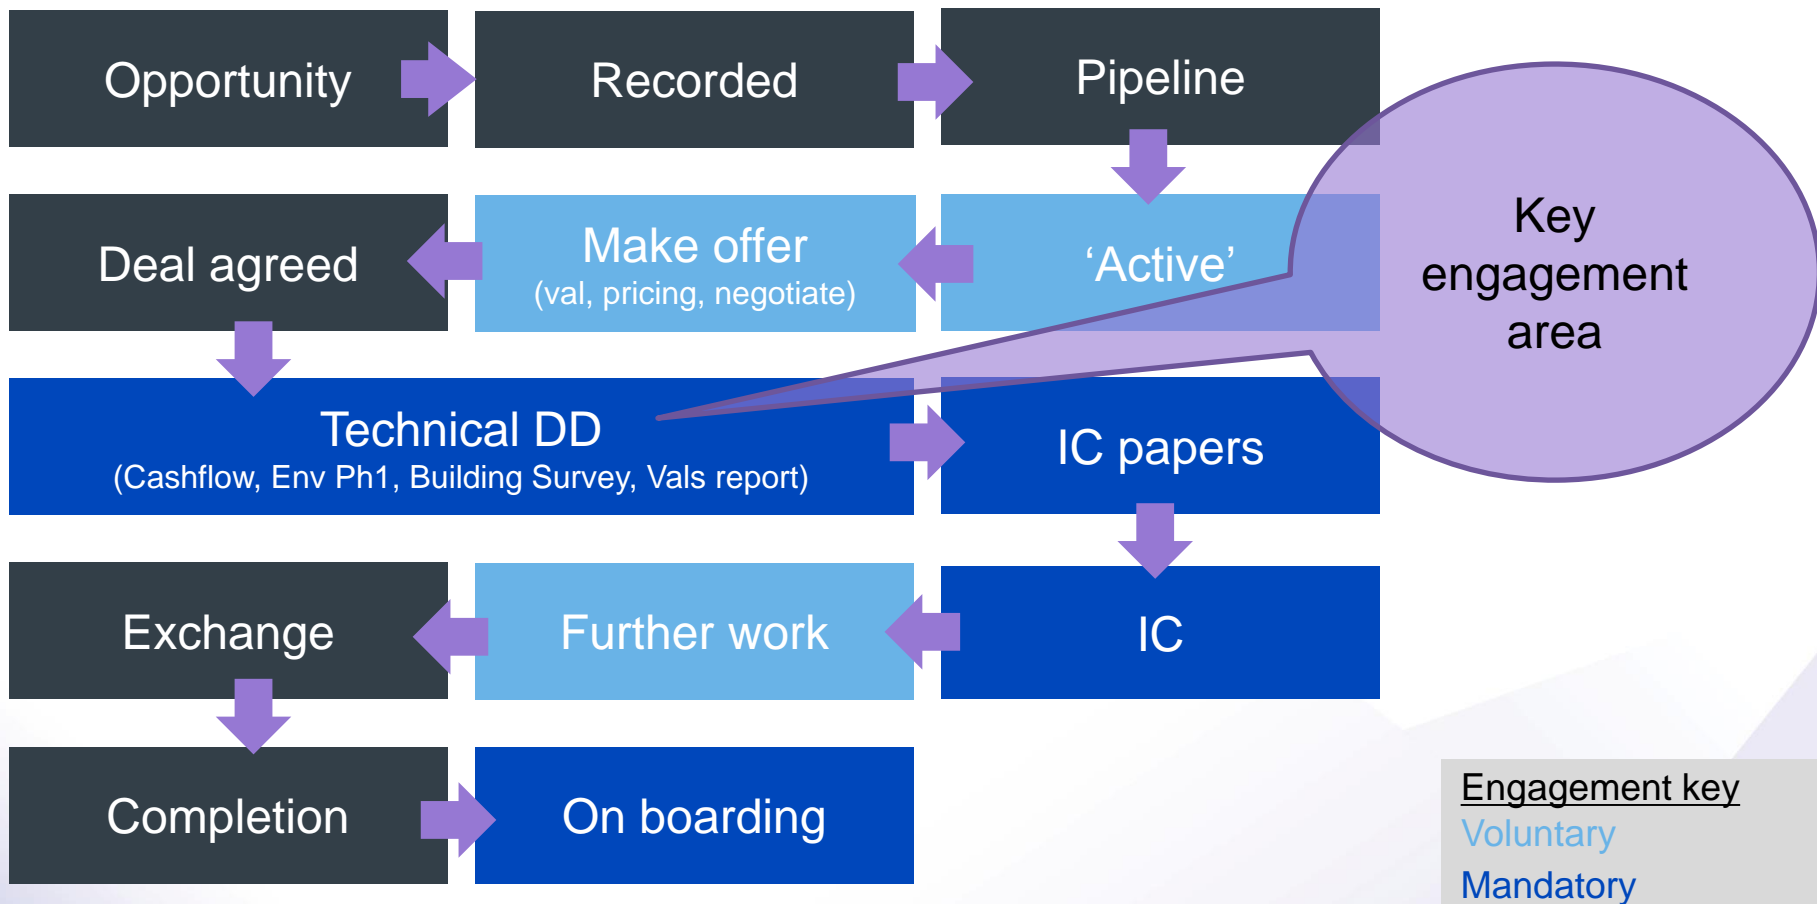 Opportunity
Recorded
Pipeline
Deal agreed
Make offer
(val, pricing, negotiate)
‘Active’
Key
engagement
area
Technical DD
(Cashflow, Env Ph1, Building Survey, Vals report)
IC papers
Exchange
Further work
IC
Completion
On boarding
Engagement key
Voluntary
Mandatory